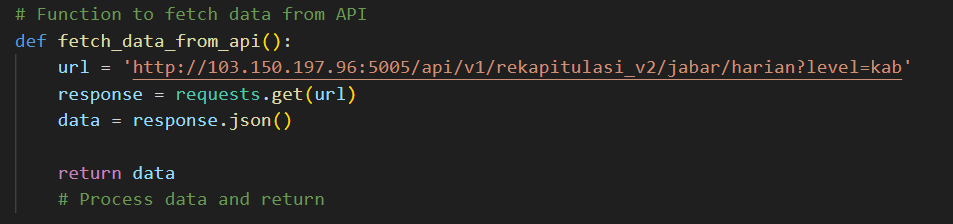 # Function to fetch data from API
def fetch_data_from_api():
    url = 'http://103.150.197.96:5005/api/v1/rekapitulasi_v2/jabar/harian?level=kab'
    response = requests.get(url)
    data = response.json()

    return data
    # Process data and return